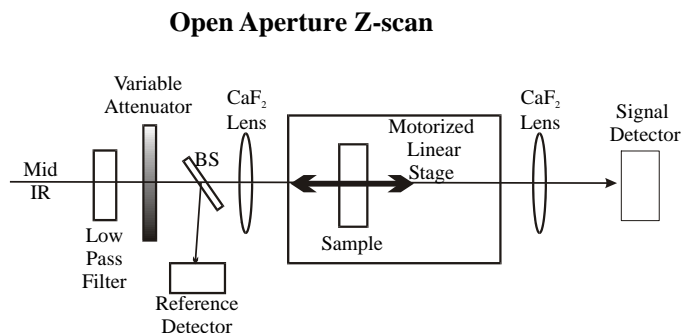 Open Aperture Z-scan
Variable
Attenuator
CaF₂
Lens
CaF₂
Lens
Signal
Detector
Motorized
Linear
Stage
BS
Mid
IR
Sample
Low
Pass
Filter
Reference
Detector